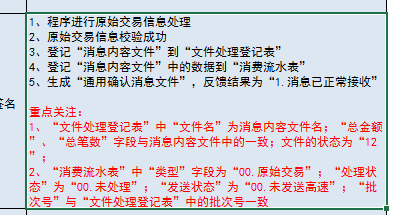 1、程序进行原始交易信息处理
2、原始交易信息校验成功
3、登记“消息内容文件”到“文件处理登记表”
4、登记“消息内容文件”中的数据到“消费流水表”
签名
5、生成“通用确认消息文件”，反馈结果为“1.消息已正常接收”
重点关注：
1、“文件处理登记表”中“文件名”为消息内容文件名；“总金额
”、“总笔数”字段与消息内容文件中的一致；文件的状态为“12
”；
2、“消费流水表”中“类型”字段为“00.原始交易”；“处理状
态”为“00.未处理”；“发送状态”为“00.未发送高速”；“批
次号”与“文件处理登记表”中的批次号一致